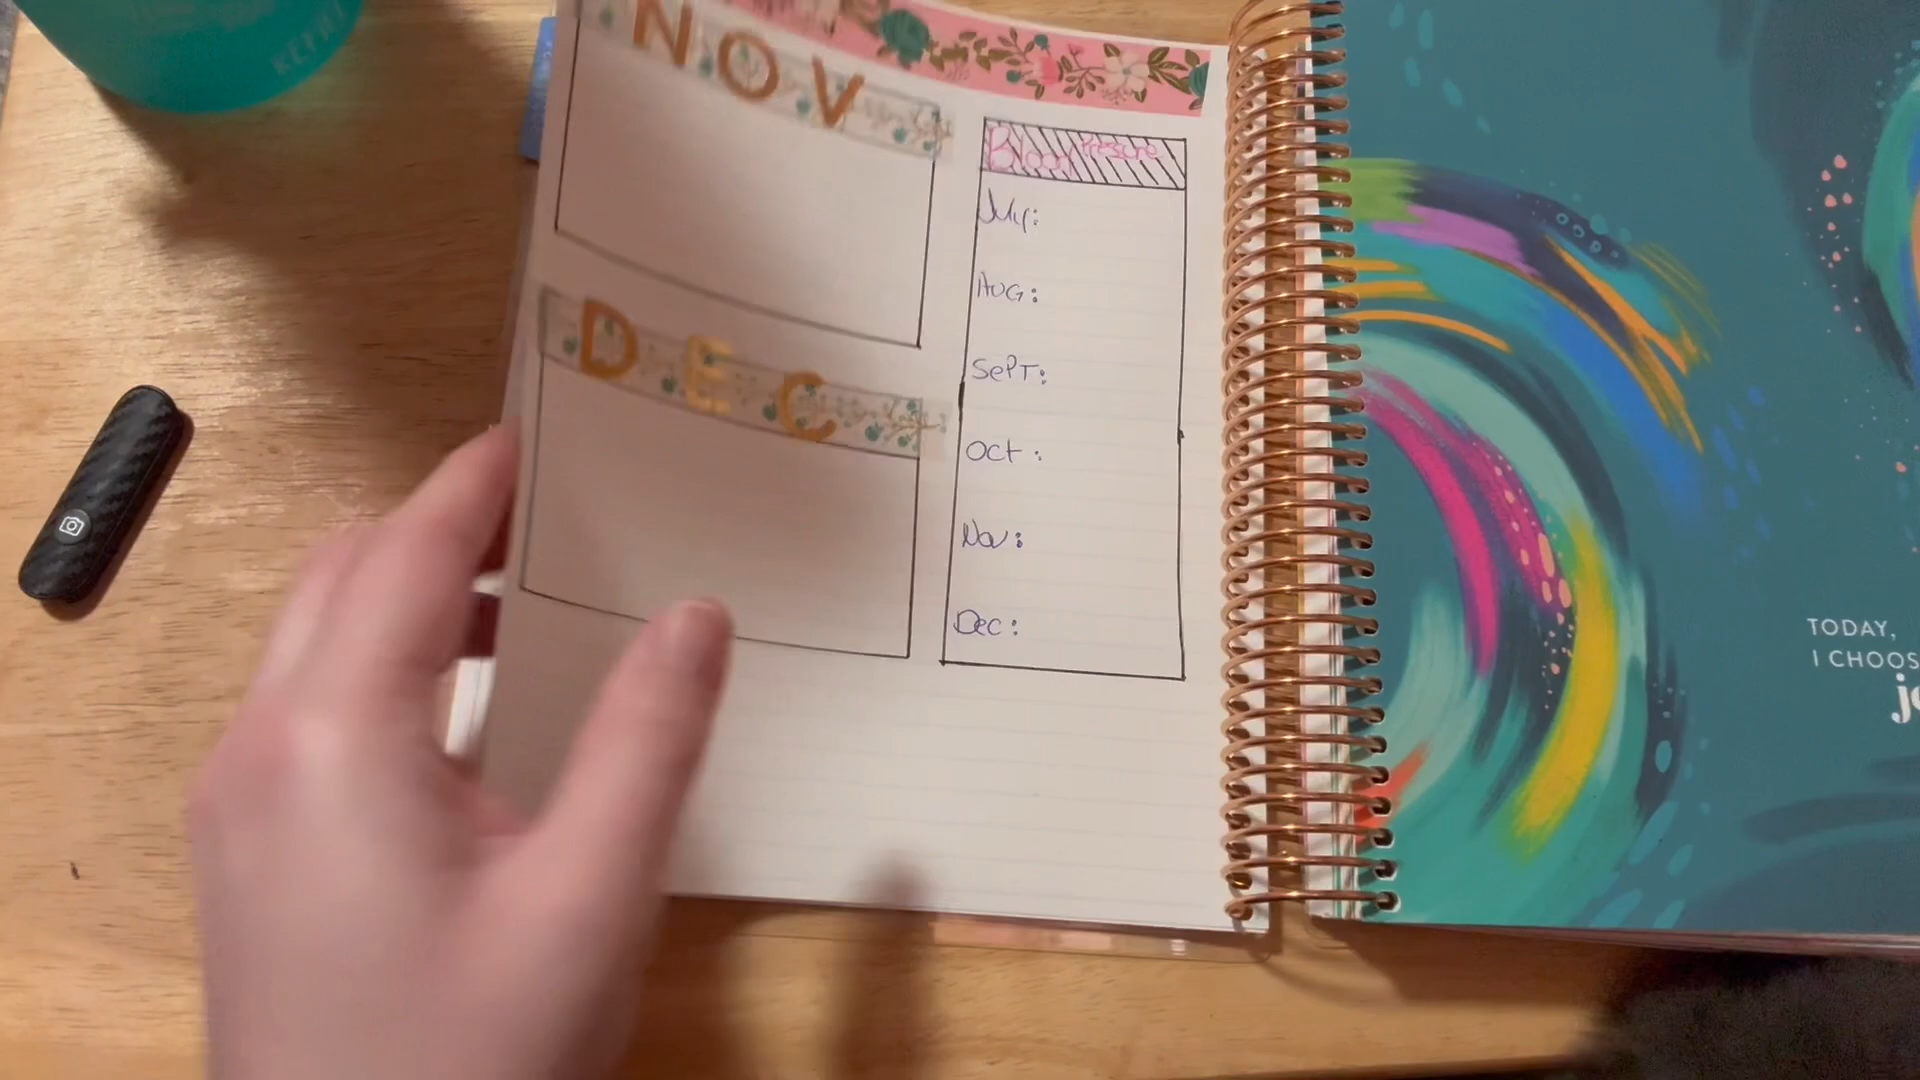 NOV
DEC
Blood Pressure
July:
AUG:
SePT:
Oct:
Nov:
Dec:
TODAY,
I CHOOS